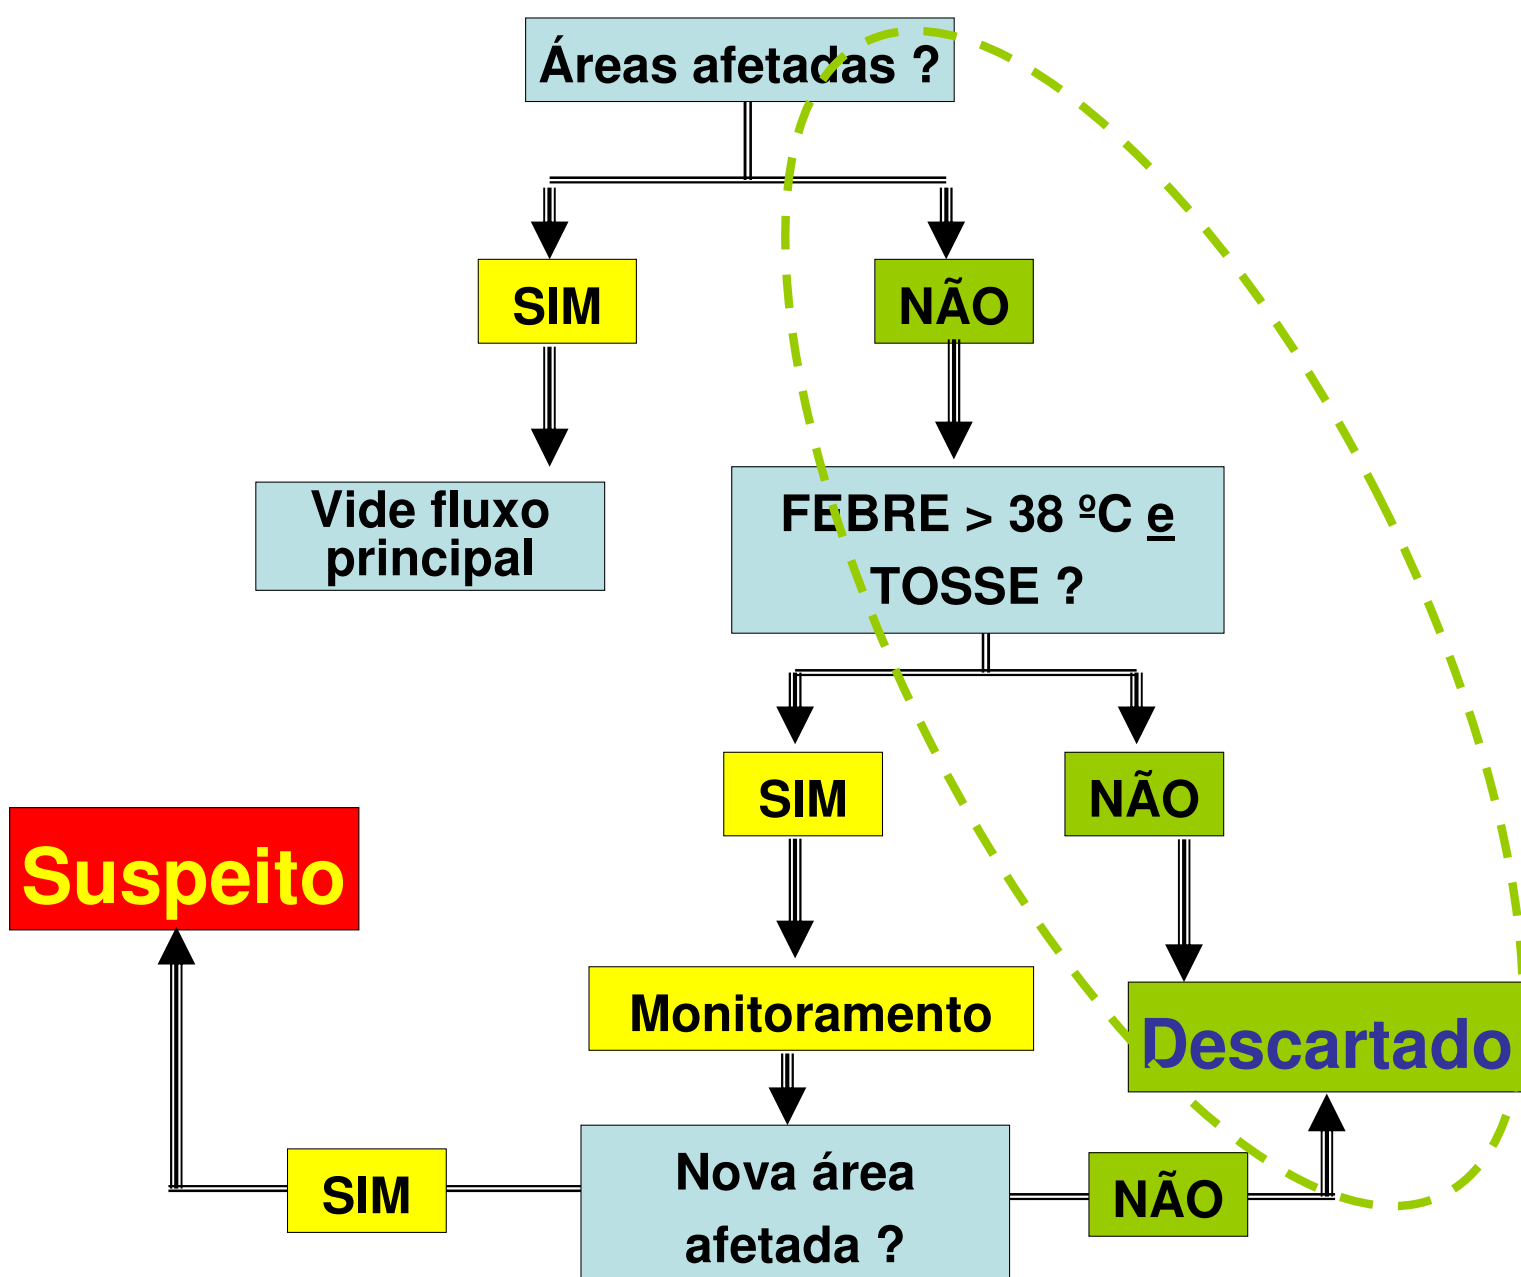 Áreas afetadas ?
SIM
NÃO
Vide fluxo
principal
FEBRE > 38 ºC e
TOSSE ?
SIM
NÃO
Suspeito
Monitoramento
Descartado
SIM
Nova área
afetada ?
NÃO